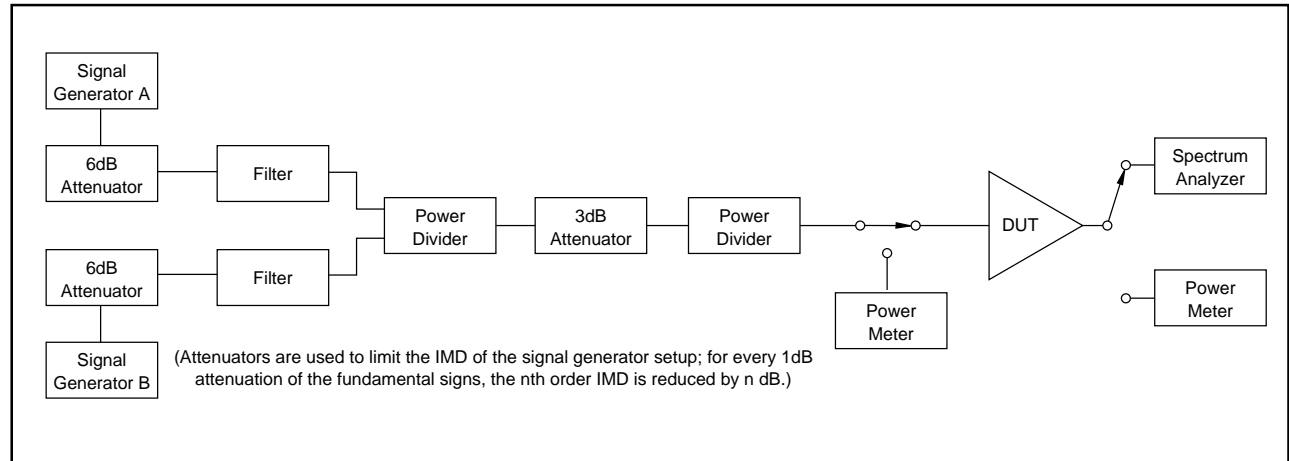 Signal
Generator A
6dB
Attenuator
Filter
Power
Divider
3dB
Attenuator
Power
Divider
DUT
Spectrum
Analyzer
6dB
Attenuator
Filter
Power
Meter
Power
Meter
Signal
Generator B
(Attenuators are used to limit the IMD of the signal generator setup; for every 1dB
attenuation of the fundamental signs, the nth order IMD is reduced by n dB.)